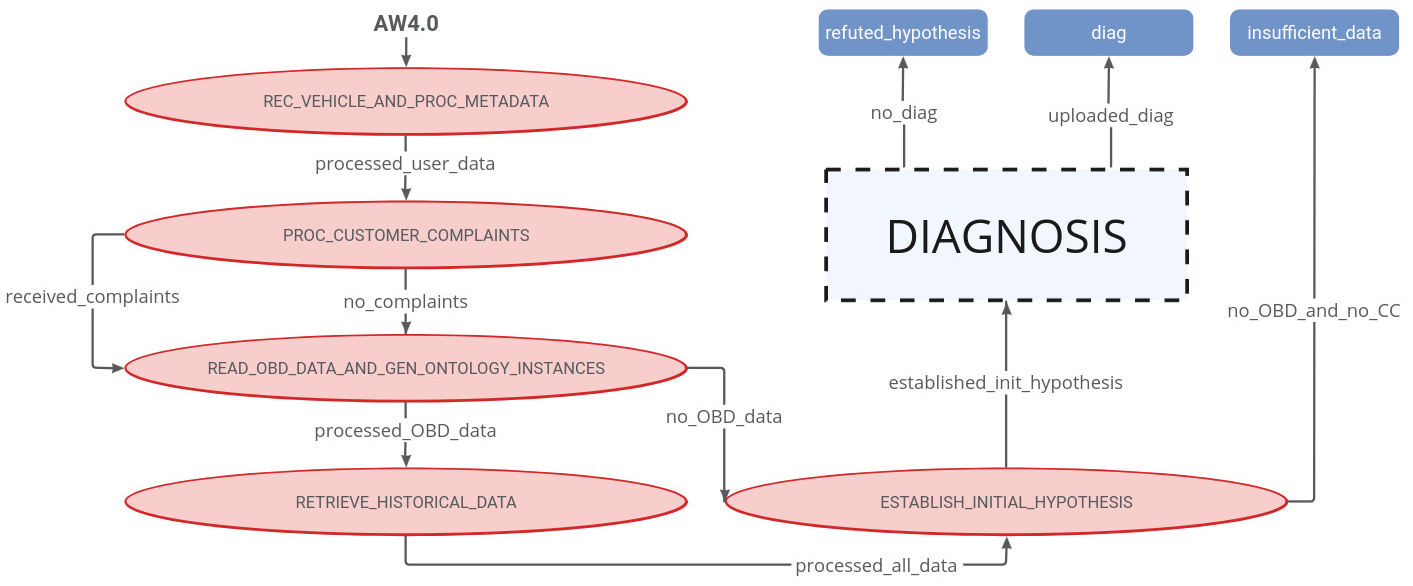 AW4.0
REC_VEHICLE_AND_PROC_METADATA
processed_user_data
PROC_CUSTOMER_COMPLAINTS
received_complaints
no_complaints
READ_OBD_DATA_AND_GEN_ONTOLOGY_INSTANCES
processed_OBD_data
no_OBD_data
RETRIEVE_HISTORICAL_DATA
processed_all_data
ESTABLISH_INITIAL_HYPOTHESIS
established_init_hypothesis
no_OBD_and_no_CC
DIAGNOSIS
no_diag
uploaded_diag
refuted_hypothesis
diag
insufficient_data